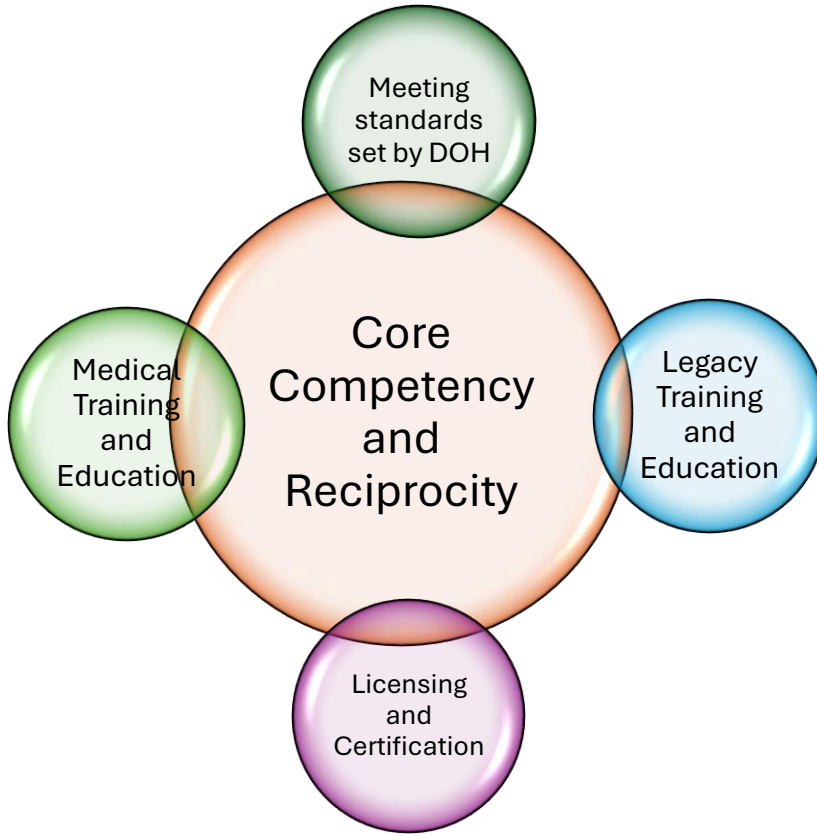 Meeting
standards
set by DOH
Core
Competency
and
Reciprocity
Medical
Training
and
Education
Legacy
Training
and
Education
Licensing
and
Certification